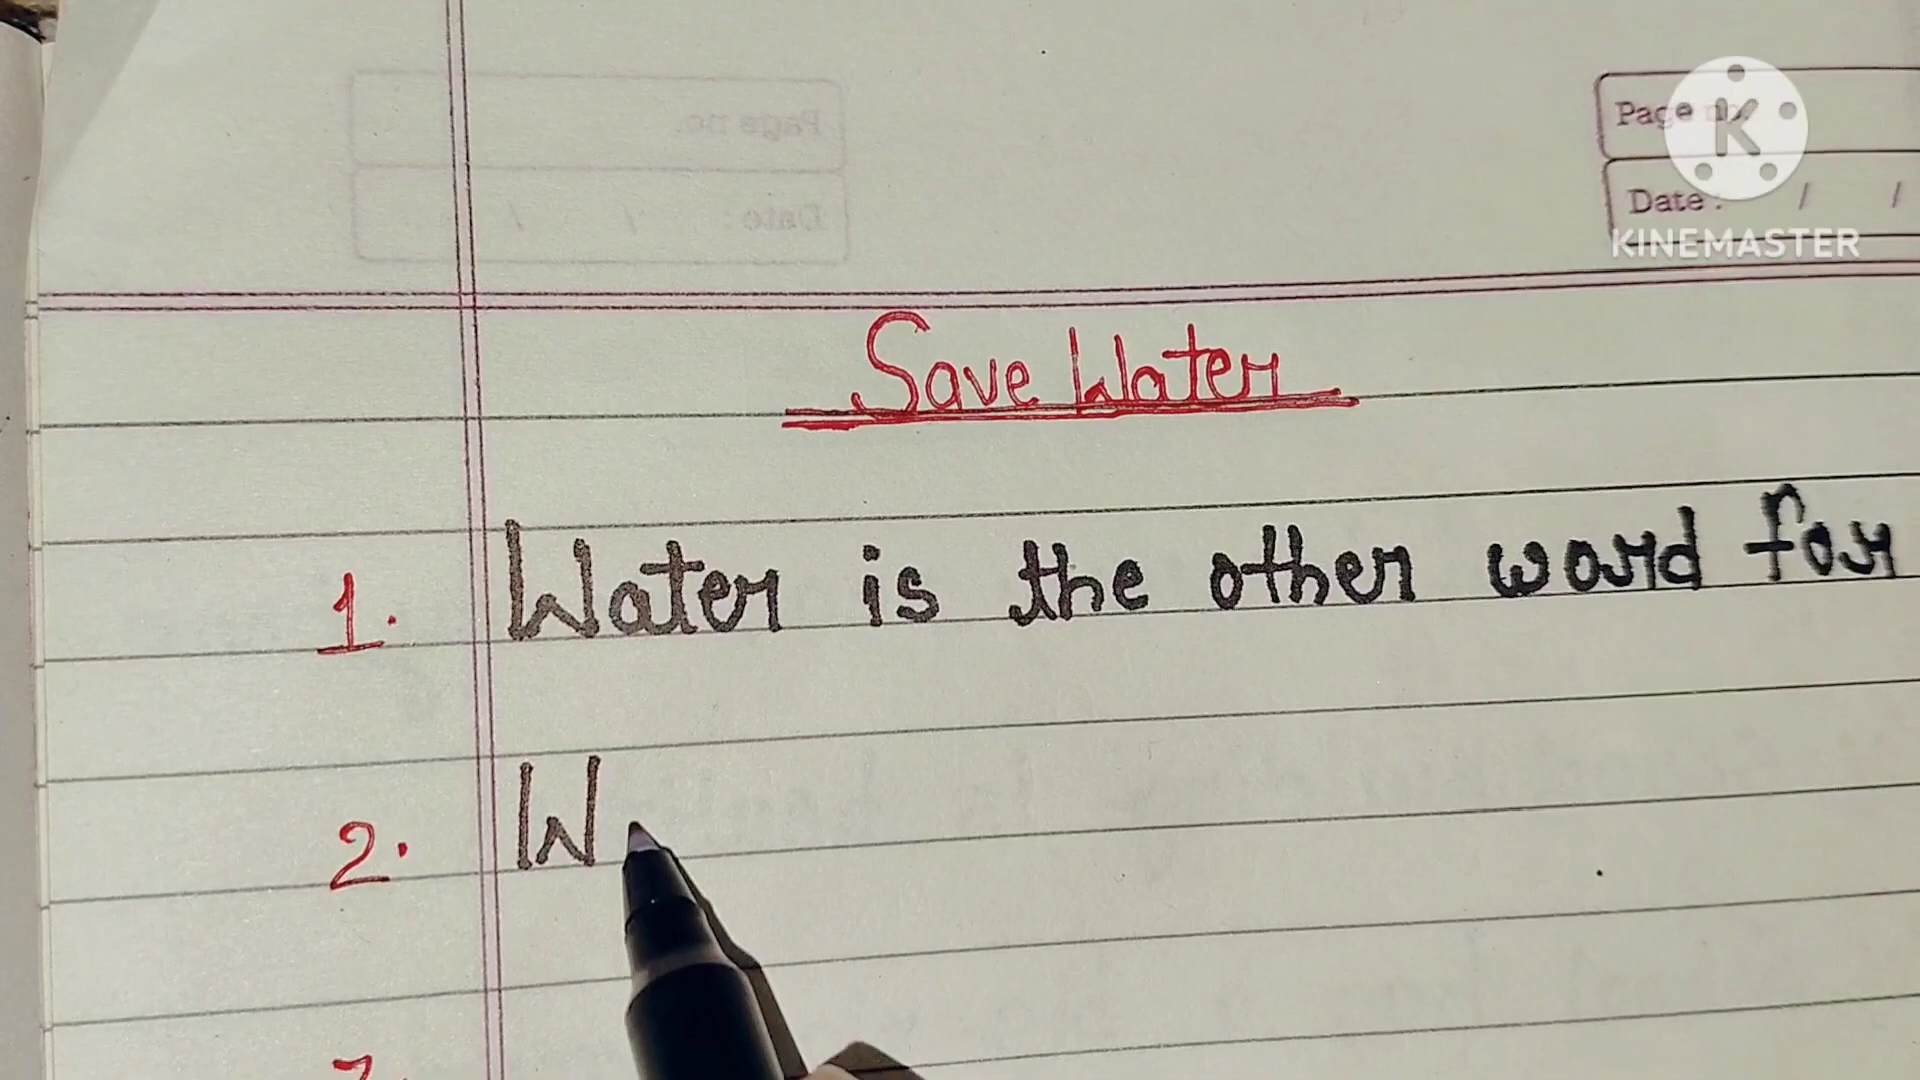 Page no.
Date : / /
KINEMASTER
Save Water
1. Water is the other word for
2. W